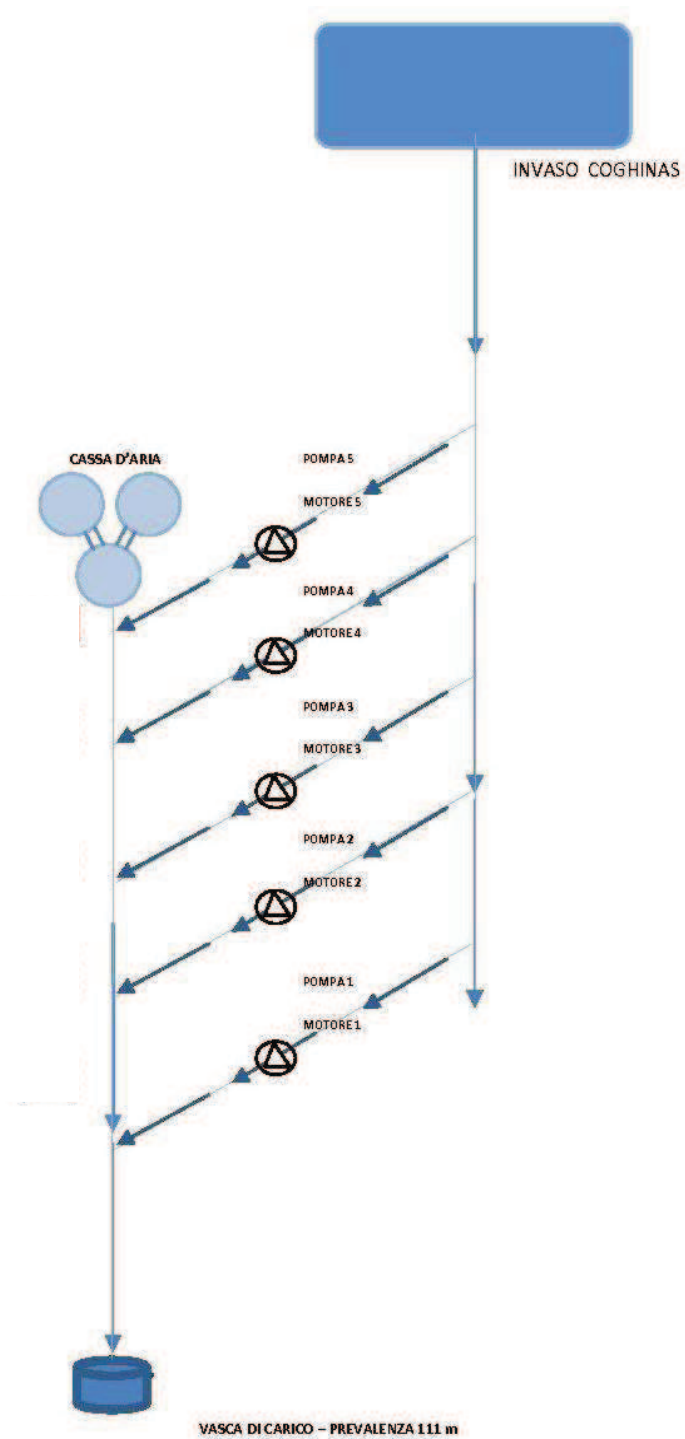 INVASO COGHINAS
CASSA D'ARIA
POMPA 5
MOTORE 5
POMPA 4
MOTORE 4
POMPA 3
MOTORE 3
POMPA 2
MOTORE 2
POMPA 1
MOTORE 1
VASCA DI CARICO – PREVALENZA 111 m